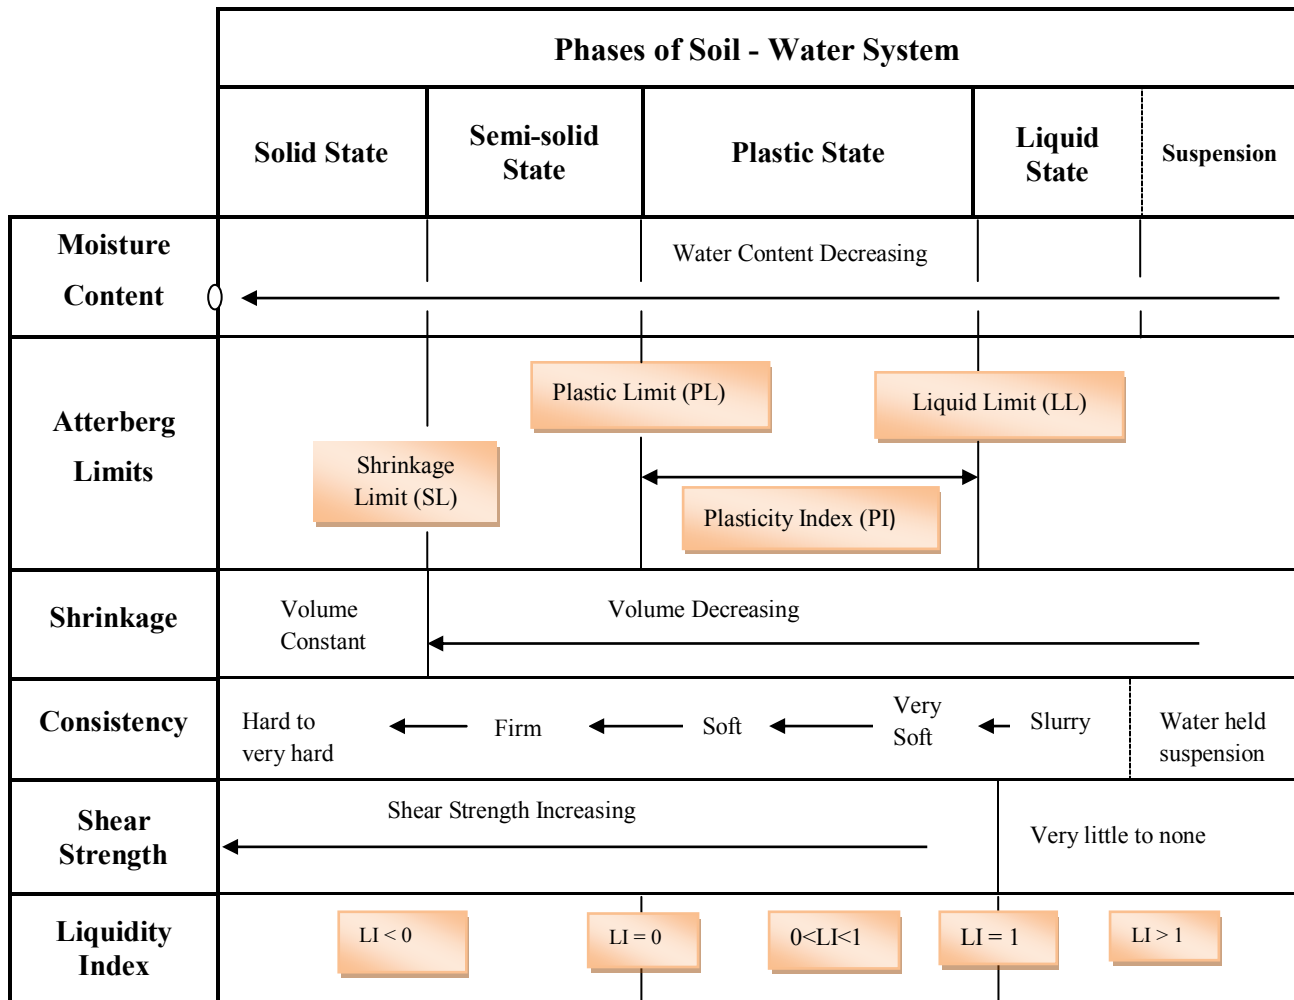 Phases of Soil - Water System
Solid State
Semi-solid
State
Plastic State
Liquid
State
Suspension
Moisture
Content
Water Content Decreasing
Atterberg
Limits
Shrinkage
Limit (SL)
Plastic Limit (PL)
Plasticity Index (PI)
Liquid Limit (LL)
Shrinkage
Volume
Constant
Volume Decreasing
Consistency
Hard to
very hard
Firm
Soft
Very
Soft
Slurry
Water held
suspension
Shear
Strength
Shear Strength Increasing
Very little to none
Liquidity
Index
LI < 0
LI = 0
0<LI<1
LI = 1
LI > 1